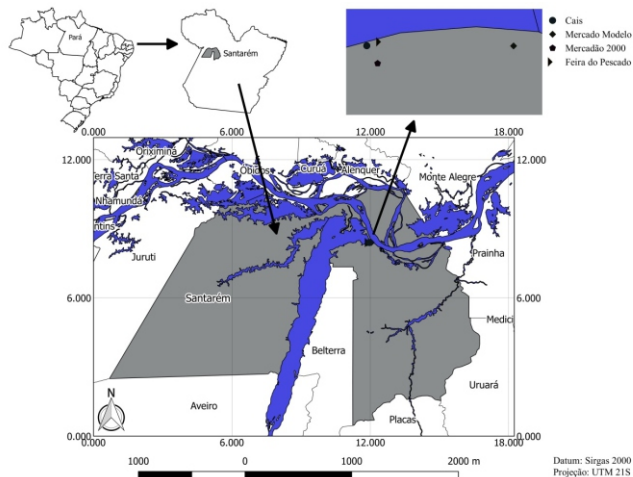 Pará
Santarém
Cais
Mercado Modelo
Mercadão 2000
Feira do Pescado
0.000 6.000 12.000 18.000
12.000 12.000
Oriximiná
Óbidos
Curuá
Alenquer
Terra Santa
Monte Alegre
Nhamundá
ntins
Juruti
Prainha
Santarém
6.000 6.000
Medici
Belterra
Uruará
Aveiro
Placas
N
0.000 0.000
6.000 12.000 18.000
1000 0 1000 2000 m
Datum: Sirgas 2000
Projeção: UTM 21S